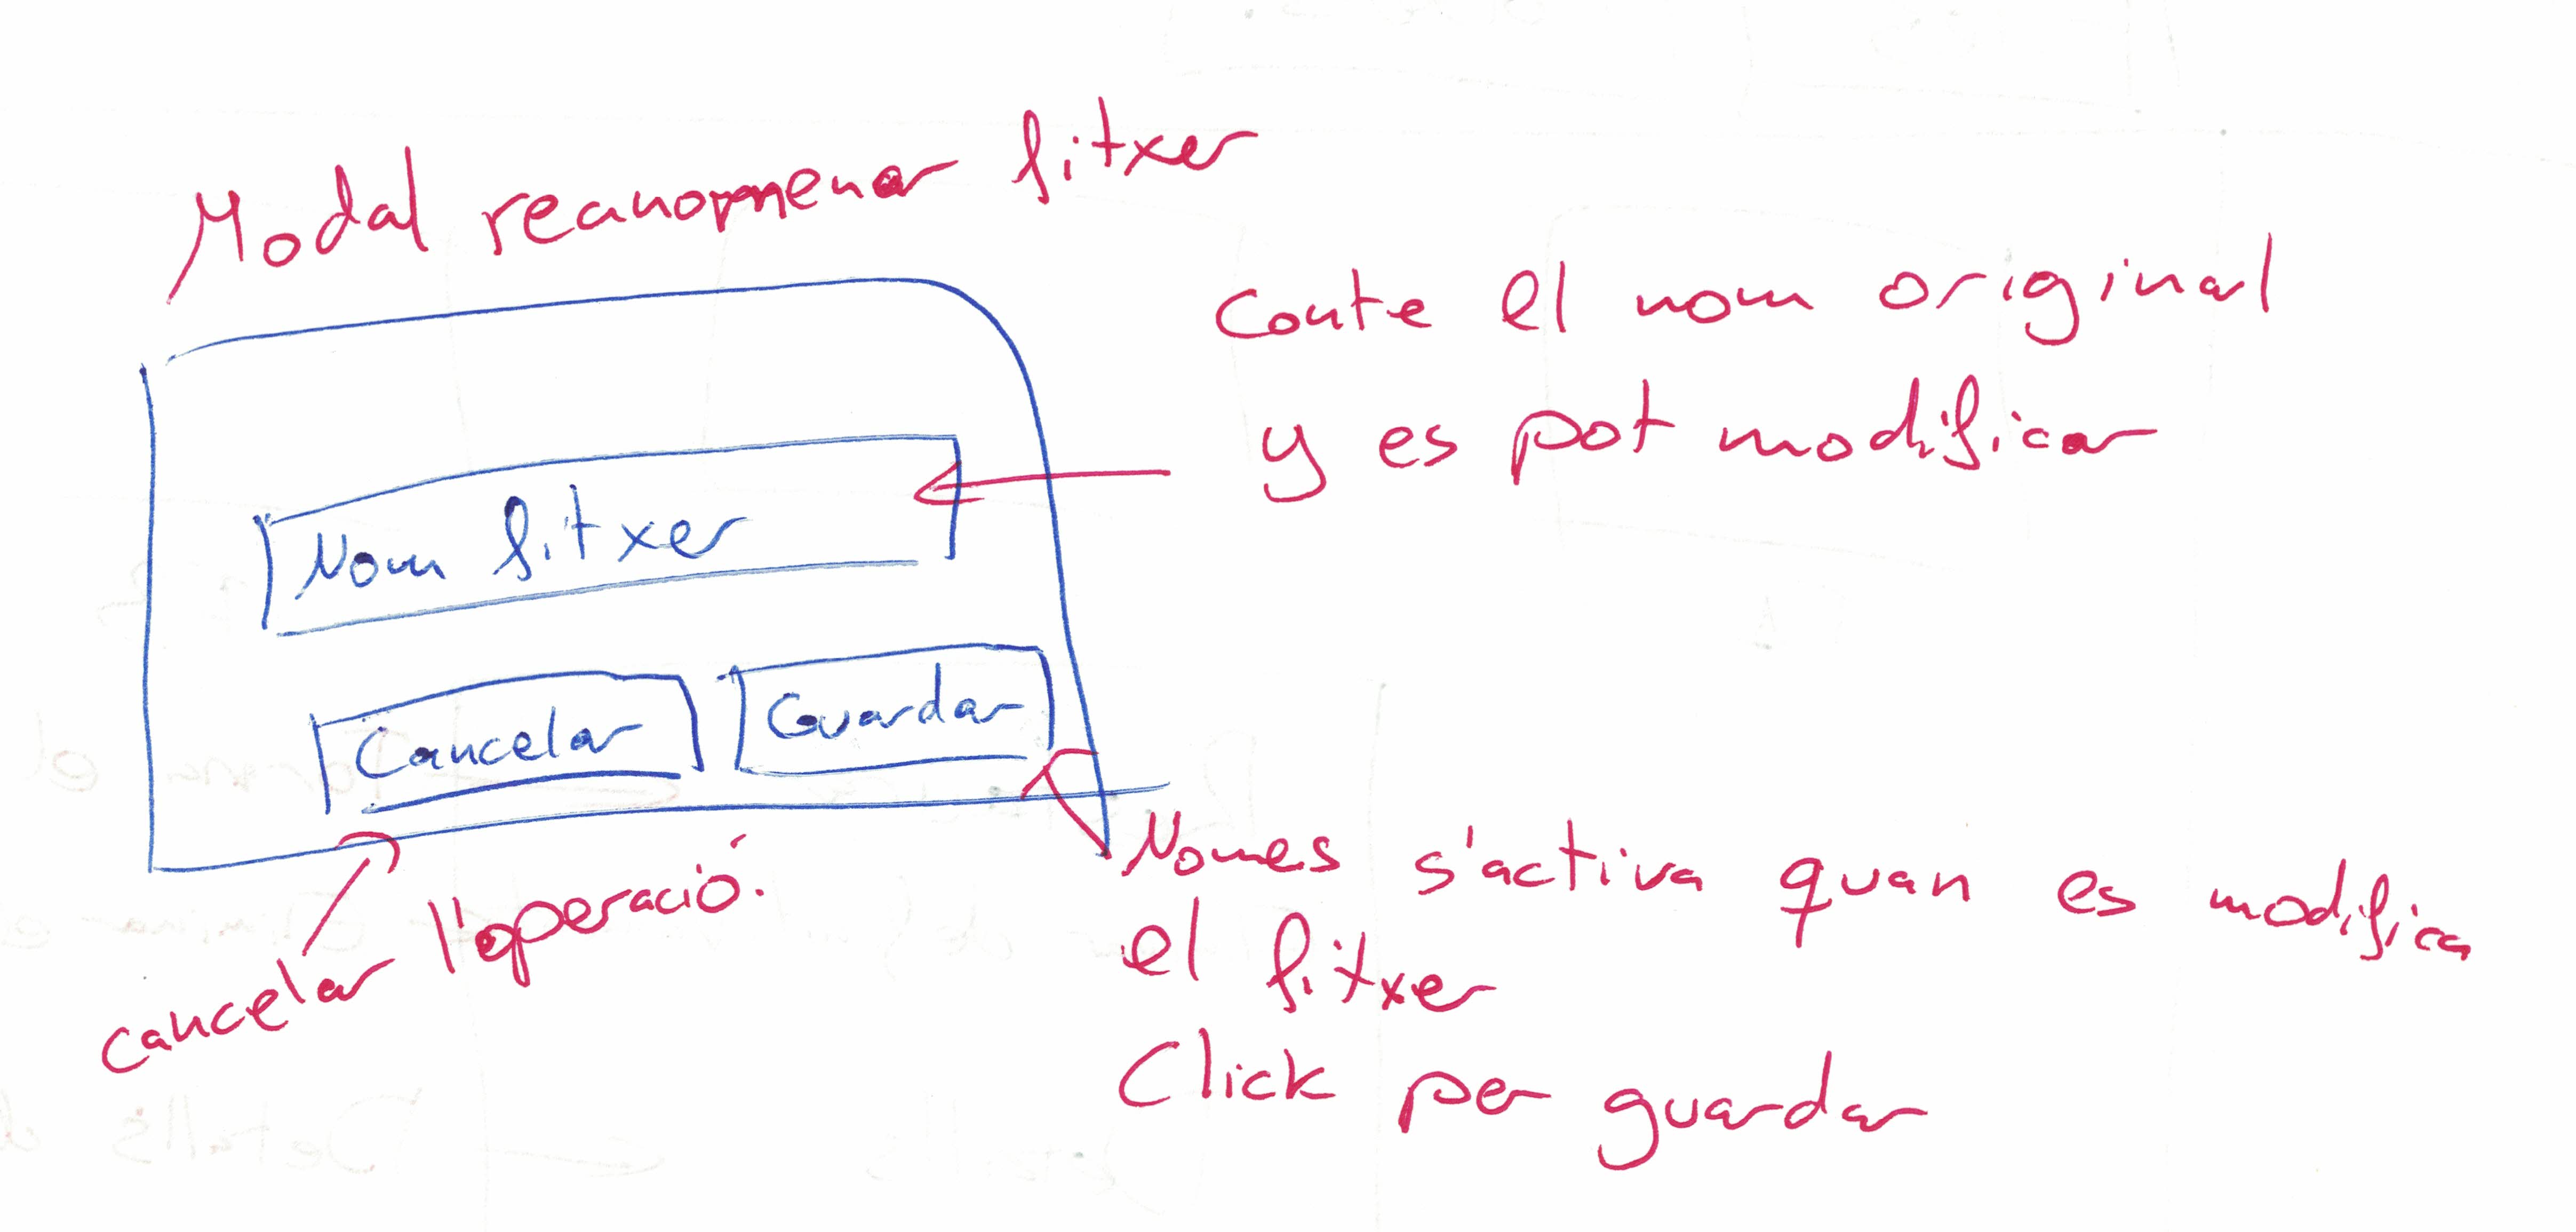 Modal reanomenar fitxer
Conte el nom original
y es pot modificar
Nom fitxer
Cancelar
Guardar
cancelar l'operació.
Nomes s'activa quan es modifica
el fitxer
Click per guardar